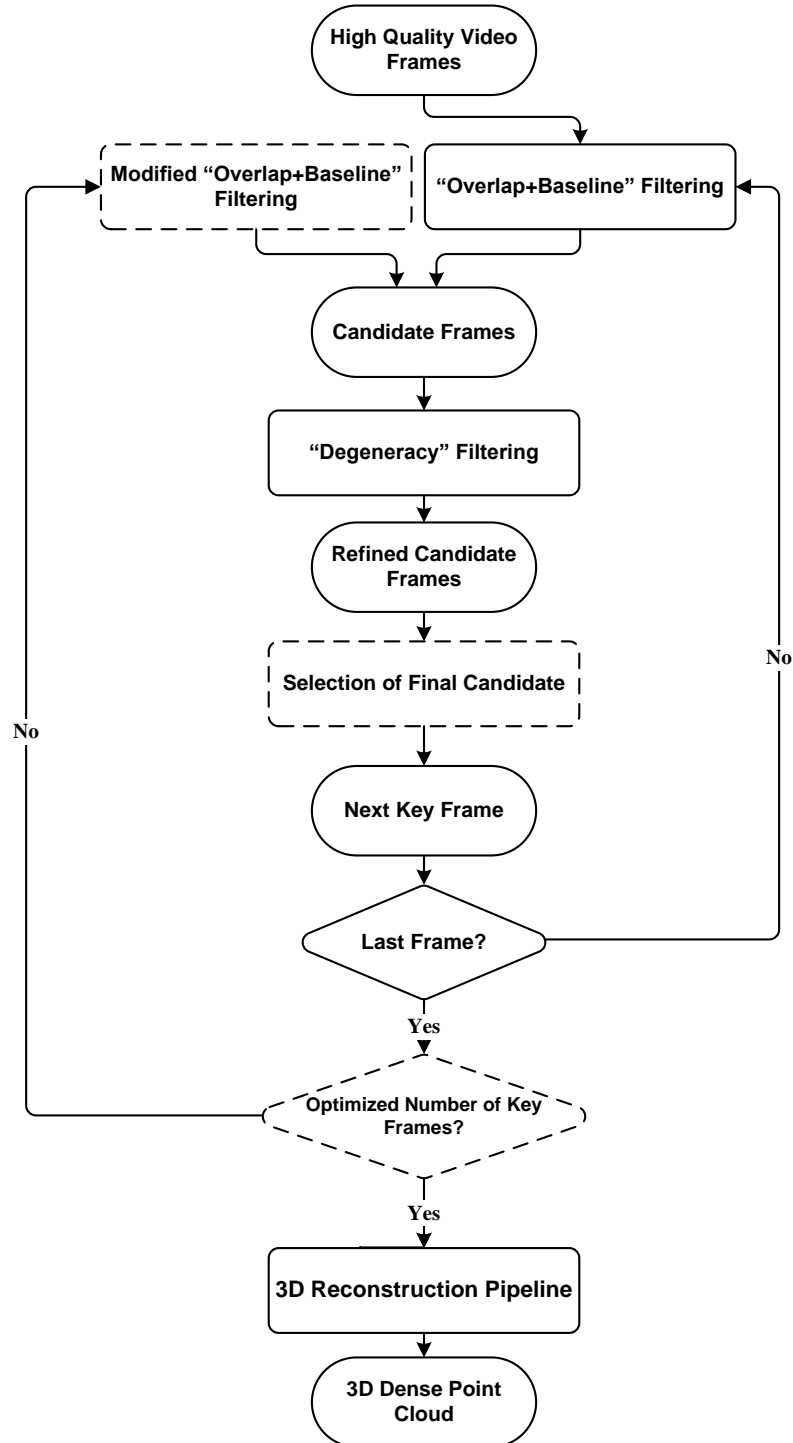 High Quality Video
Frames
Modified “Overlap+Baseline”
Filtering
“Overlap+Baseline” Filtering
Candidate Frames
“Degeneracy” Filtering
Refined Candidate
Frames
Selection of Final Candidate
No
No
Next Key Frame
Last Frame?
Yes
Optimized Number of Key
Frames?
Yes
3D Reconstruction Pipeline
3D Dense Point
Cloud